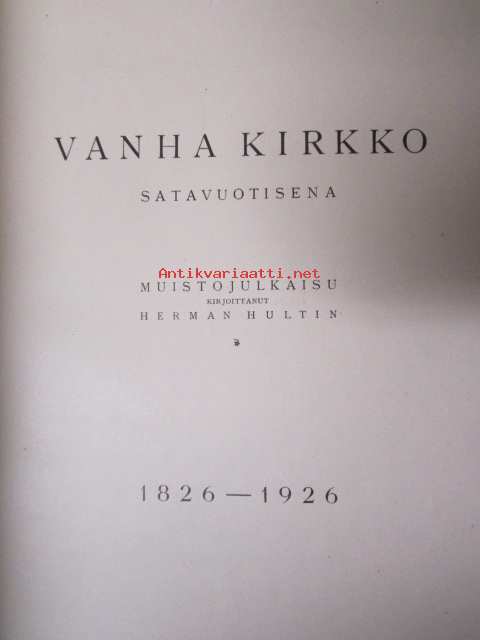 VANHA KIRKKO
SATAVUOTISENA
Antikvariaatti.net
MUISTOJULKAISU
KIRJOITTANUT
HERMAN HULTIN
1826—1926